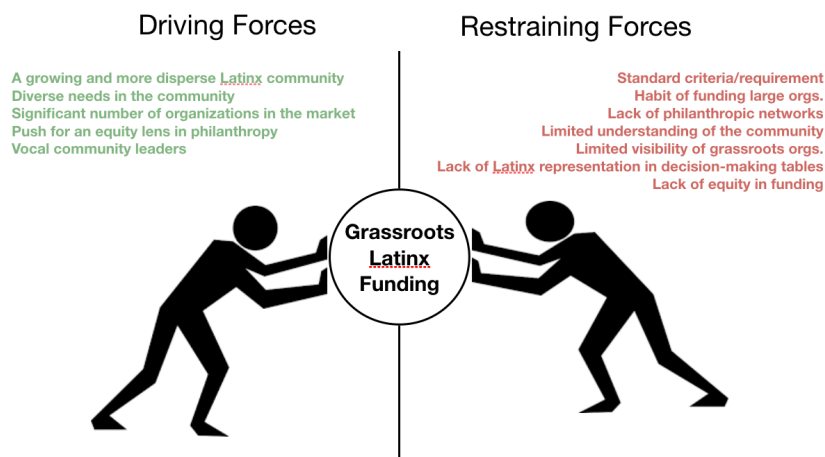 Driving Forces
A growing and more disperse Latinx community
Diverse needs in the community
Significant number of organizations in the market
Push for an equity lens in philanthropy
Vocal community leaders
Restraining Forces
Standard criteria/requirement
Habit of funding large orgs.
Lack of philanthropic networks
Limited understanding of the community
Limited visibility of grassroots orgs.
Lack of Latinx representation in decision-making tables
Lack of equity in funding
Grassroots
Latinx
Funding